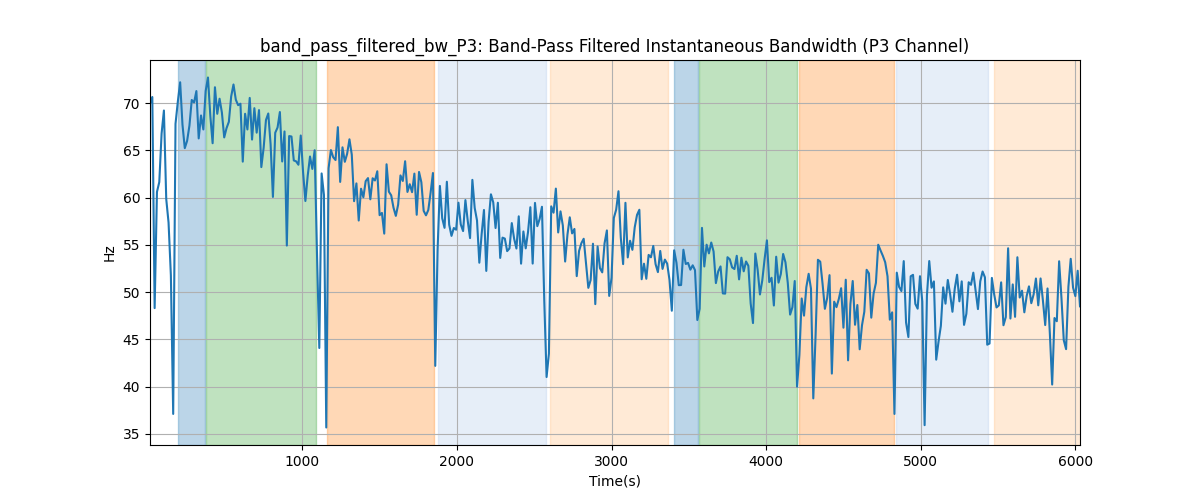 band_pass_filtered_bw_P3: Band-Pass Filtered Instantaneous Bandwidth (P3 Channel)
70
65
60
55
50
45
40
35
Hz
1000 2000 3000 4000 5000 6000
Time(s)